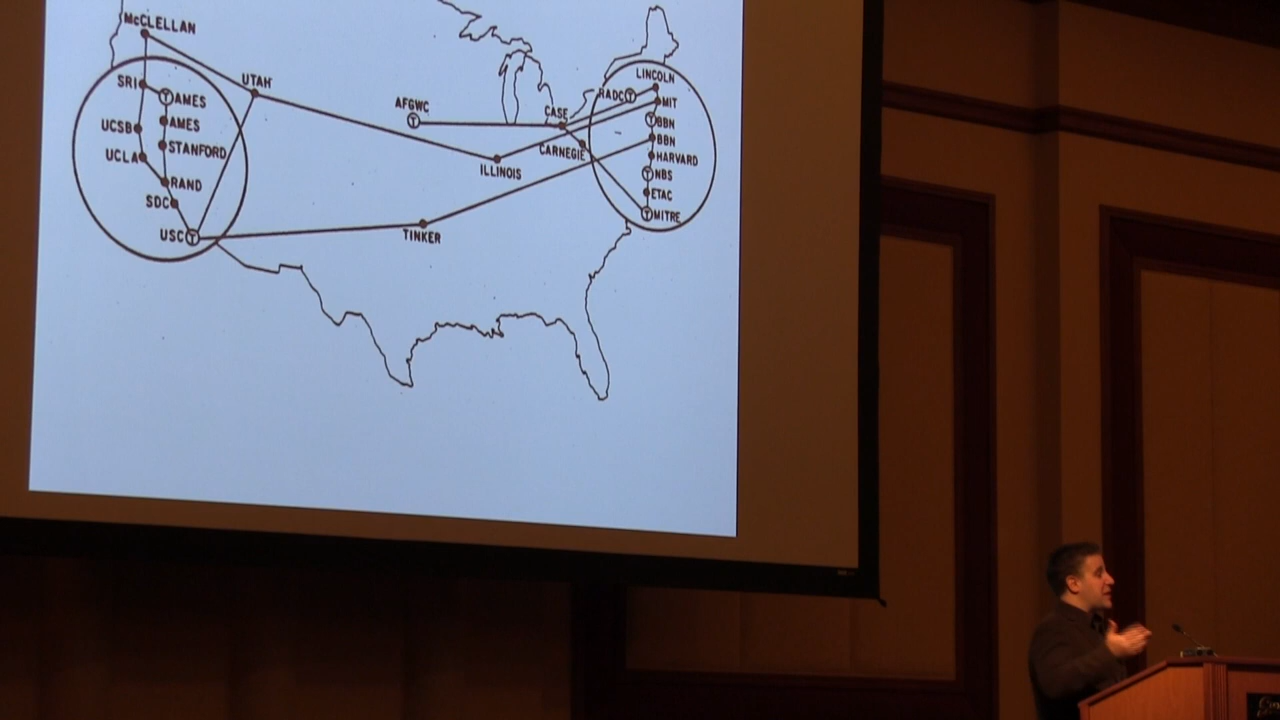 McCLELLAN
SRI
T AMES
AMES
UCSB
STANFORD
UCLA
RAND
SDC
USC T
UTAH
AFGWC
T
CASE
CARNEGIE
ILLINOIS
TINKER
LINCOLN
RADC T
MIT
T BBN
BBN
HARVARD
T NBS
ETAC
T MITRE